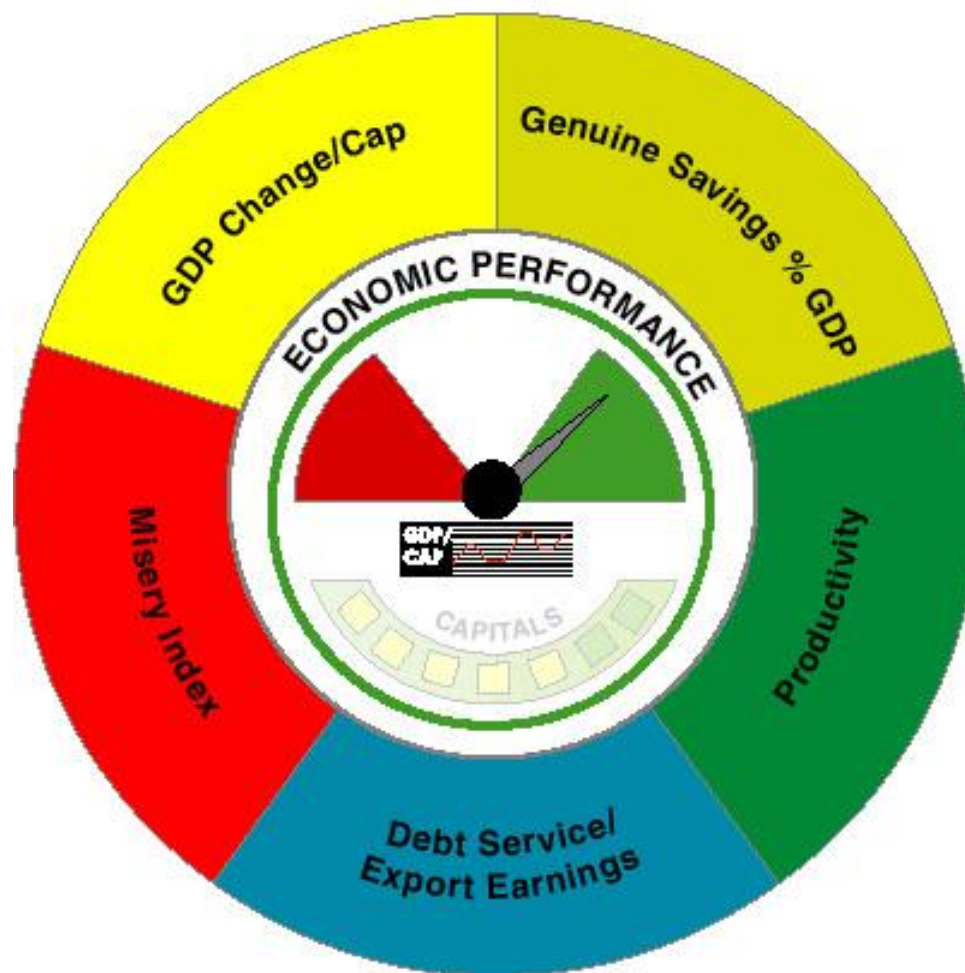 GDP Change/Cap
Genuine Savings % GDP
ECONOMIC PERFORMANCE
GDP/
CAP
Misery Index
Productivity
CAPITALS
Debt Service/
Export Earnings